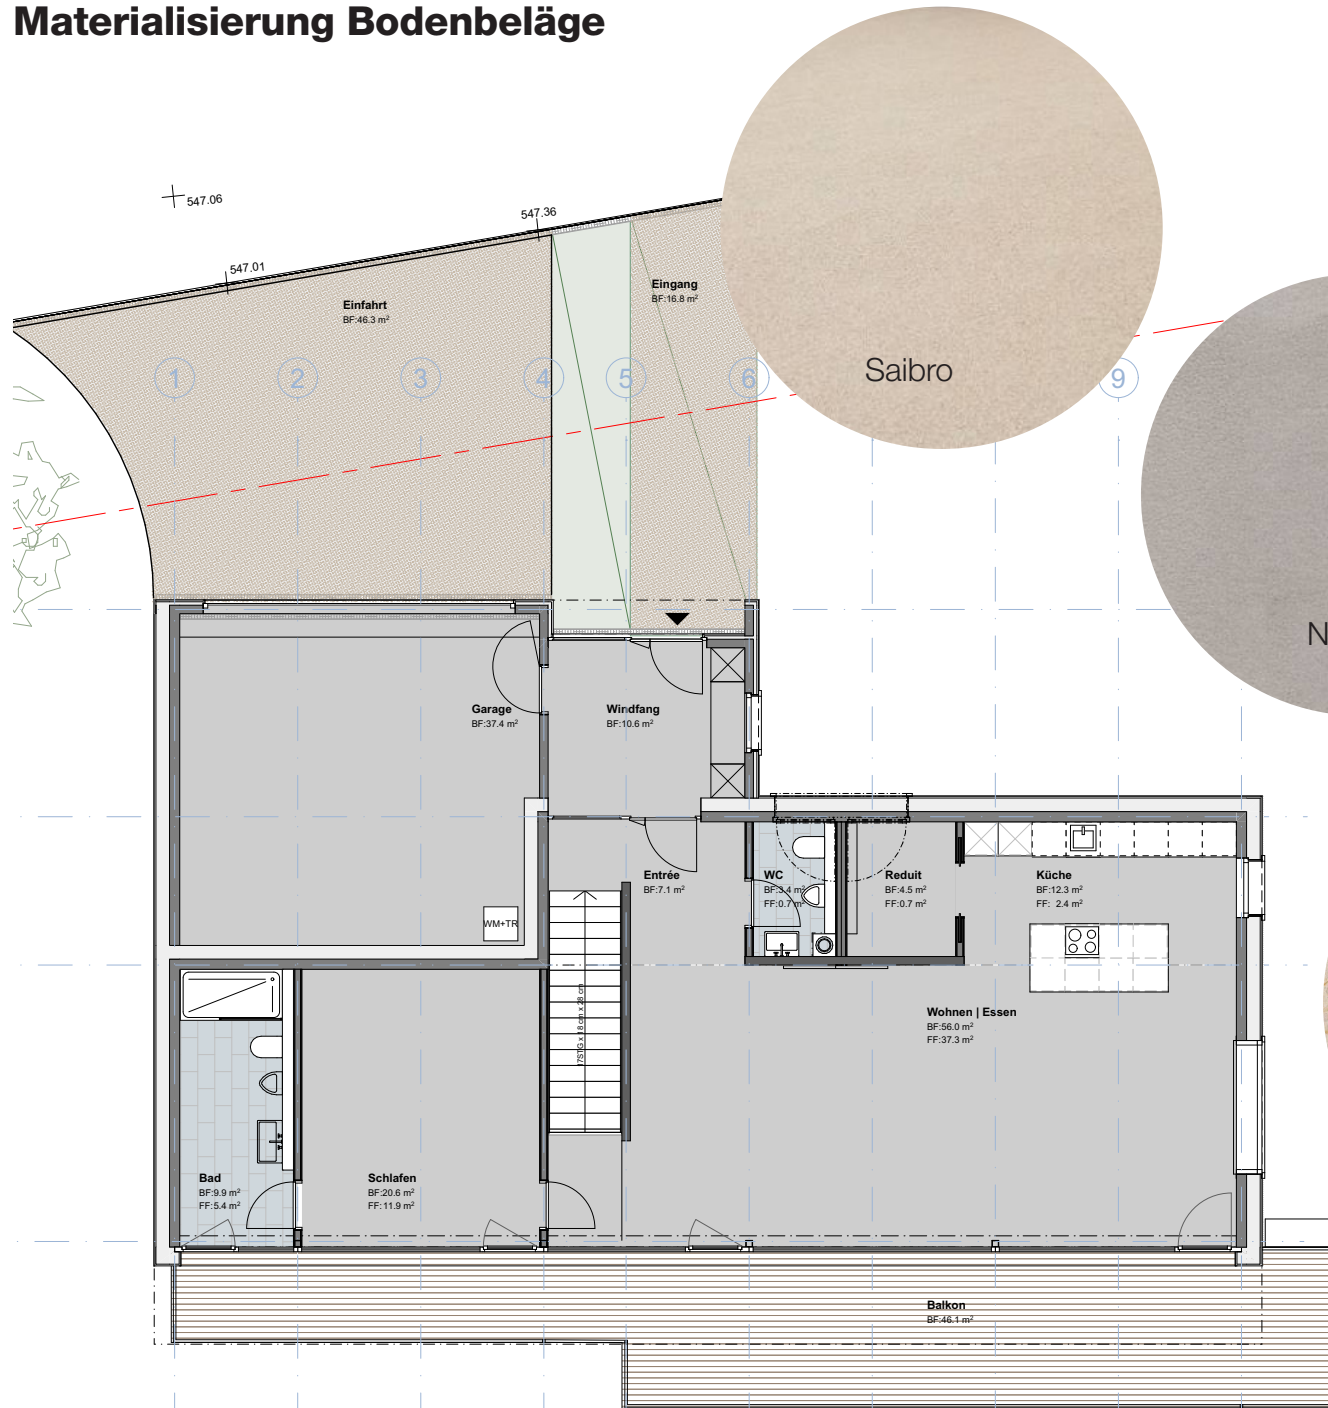 Materialisierung Bodenbeläge
547.06
547.36
547.01
Einfahrt
BF:46.3 m²
Eingang
BF:16.8 m²
Saibro
1
2
3
4
5
6
9
N
Garage
BF:37.4 m²
Windfang
BF:10.6 m²
Entrée
BF:7.1 m²
WC
BF:3.4 m²
FF:0.7 m²
Reduit
BF:4.5 m²
FF:0.7 m²
Küche
BF:12.3 m²
FF: 2.4 m²
WM+TR
17STG x 18 cm x 28 cm
Wohnen | Essen
BF:56.0 m²
FF:37.3 m²
Bad
BF:9.9 m²
FF:5.4 m²
Schlafen
BF:20.6 m²
FF:11.9 m²
Balkon
BF:46.1 m²